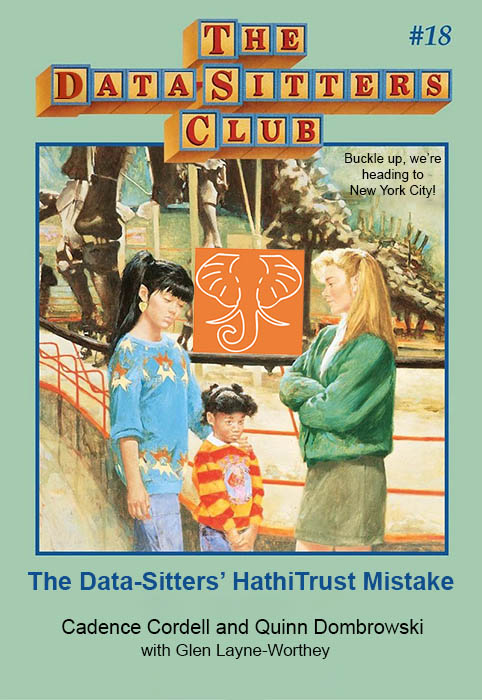 #18
THE
DATA-SITTERS
CLUB
Buckle up, we're
heading to
New York City!
The Data-Sitters' HathiTrust Mistake
Cadence Cordell and Quinn Dombrowski
with Glen Layne-Worthey